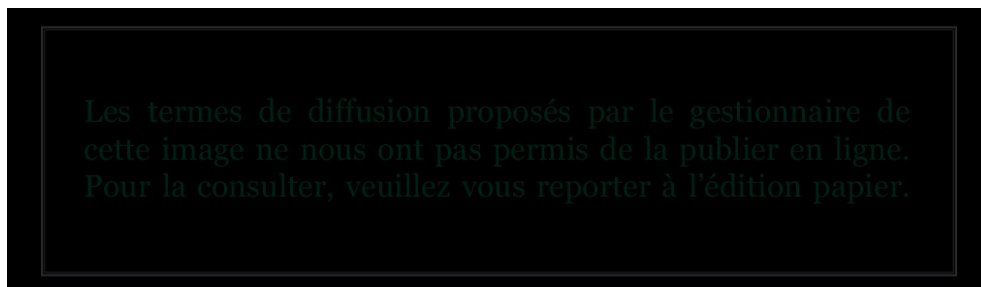 Les termes de diffusion proposés par le gestionnaire de
cette image ne nous ont pas permis de la publier en ligne.
Pour la consulter, veuillez vous reporter à l’édition papier.